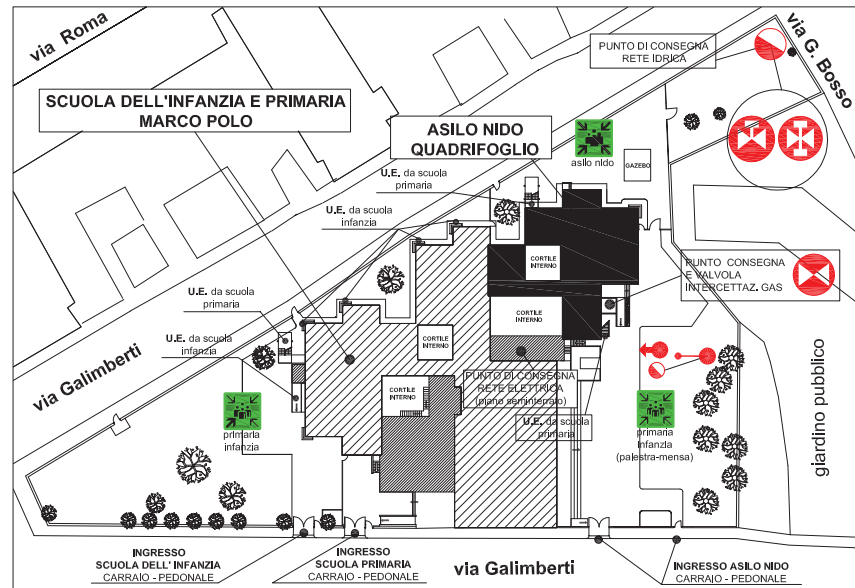 via Roma
via G. Bosso
PUNTO DI CONSEGNA
RETE IDRICA
SCUOLA DELL'INFANZIA E PRIMARIA
MARCO POLO
ASILO NIDO
QUADRIFOGLIO
asilo nido
GAZEBO
U.E. da scuola
primaria
U.E. da scuola
infanzia
CORTILE
INTERNO
PUNTO CONSEGNA
E VALVOLA
INTERCETTAZ. GAS
U.E. da scuola
primaria
U.E. da scuola
infanzia
CORTILE
INTERNO
CORTILE
INTERNO
via Galimberti
PUNTO DI CONSEGNA
RETE ELETTRICA
(piano seminterrato)
CORTILE
INTERNO
U.E. da scuola
primaria
primaria
infanzia
primaria
infanzia
(palestra-mensa)
giardino pubblico
INGRESSO
SCUOLA DELL' INFANZIA
CARRAIO - PEDONALE
INGRESSO
SCUOLA PRIMARIA
CARRAIO - PEDONALE
via Galimberti
INGRESSO ASILO NIDO
CARRAIO - PEDONALE